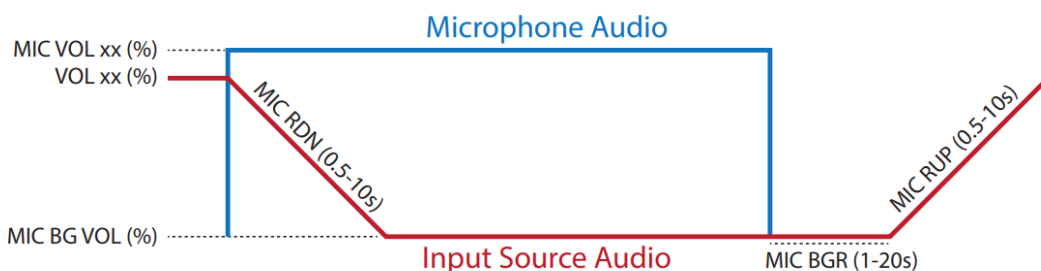 Microphone Audio
MIC VOL xx (%)
VOL xx (%)
MIC RDN (0.5-10s)
MIC RUP (0.5-10s)
MIC BG VOL (%)
Input Source Audio
MIC BGR (1-20s)